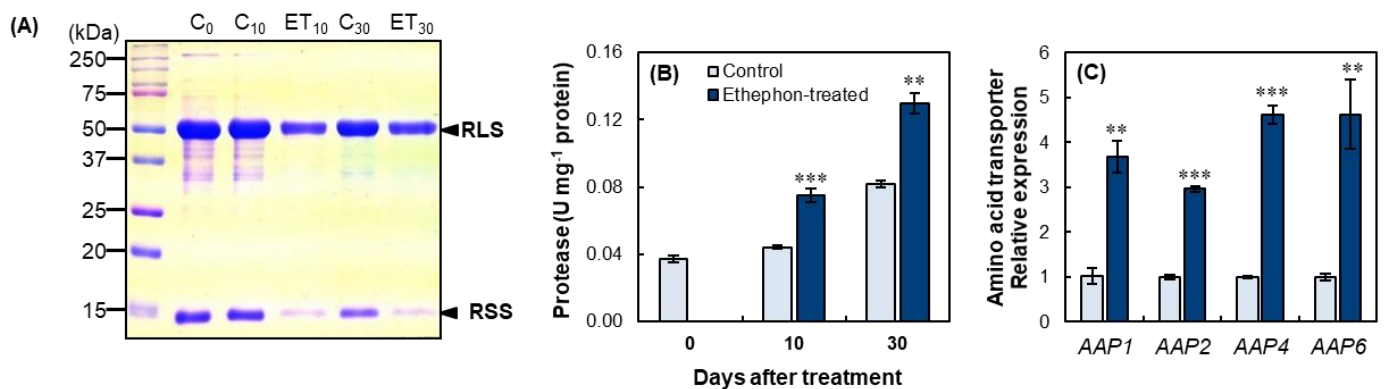 (A)
(kDa)
C₀ C₁₀ ET₁₀ C₃₀ ET₃₀
250
75
50
37
25
20
15
RLS
RSS
(B)
Control
Ethephon-treated
Protease (U mg⁻¹ protein)
0.16
0.12
0.08
0.04
0.00
***
**
0 10 30
Days after treatment
(C)
Amino acid transporter
Relative expression
6
5
4
3
2
1
0
** *** *** **
AAP1 AAP2 AAP4 AAP6